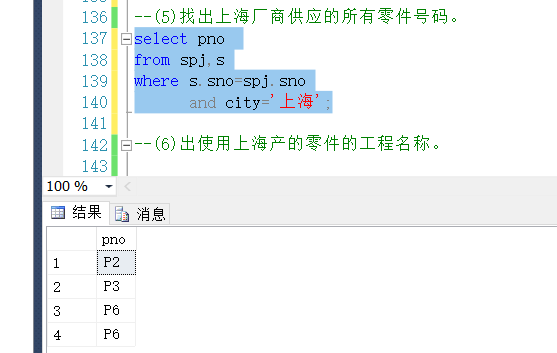 136 --(5)找出上海厂商供应的所有零件号码。
137 select pno
138 from spj,s
139 where s.sno=spj.sno
140 and city='上海';
141
142 --(6)出使用上海产的零件的工程名称。
143
100 %
结果 消息
pno
1 P2
2 P3
3 P6
4 P6